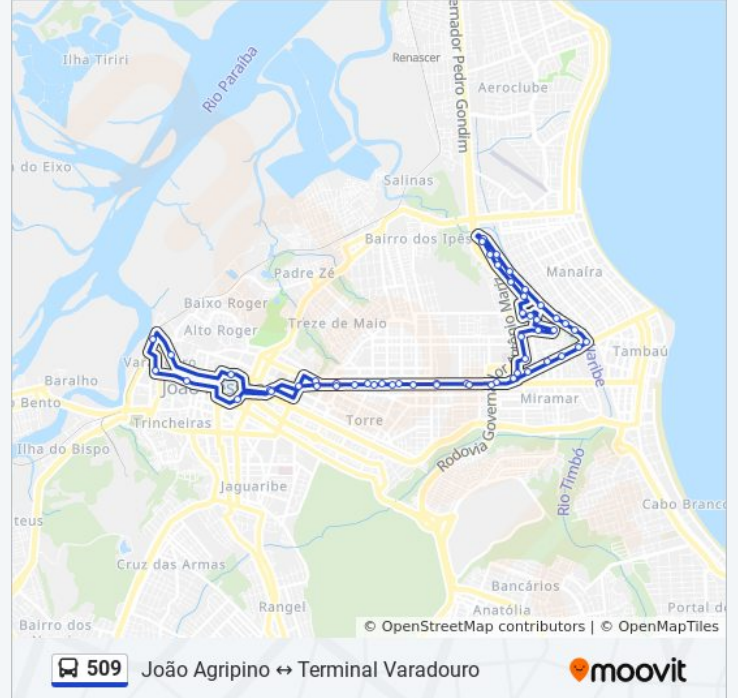 ernador Pedro Gondim
Ilha Tiriri
Renascer
Rio Paraíba
Aeroclube
do Eixo
Salinas
Bairro dos Ipês
Manaíra
Padre Zé
Baixo Roger
Treze de Maio
Alto Roger
Tambaú
Baralho
Miramar
Bento
Trincheiras
Torre
Rodovia Governador
Ilha do Bispo
Rio Timbó
Jaguaribe
Cabo Branco
teus
Cruz das Armas
Bancários
Rangel
Anatólia
Portal d
Bairro dos
© OpenStreetMap contributors | © OpenMapTiles
509 João Agripino ↔ Terminal Varadouro
moovit